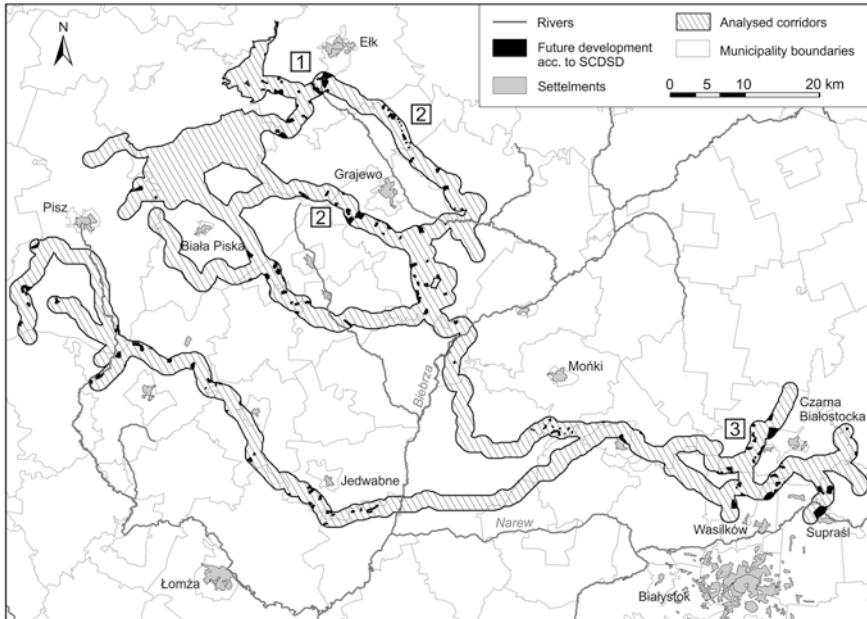 N
Rivers
Future development
acc. to SCDSD
Settelments
Analysed corridors
Municipality boundaries
0 5 10 20 km
Ełk
1
2
Grajewo
Pisz
2
Biała Piska
Biebrza
Mońki
3
Czarna
Białostocka
Jedwabne
Narew
Wasilków
Supraśl
Łomża
Białystok